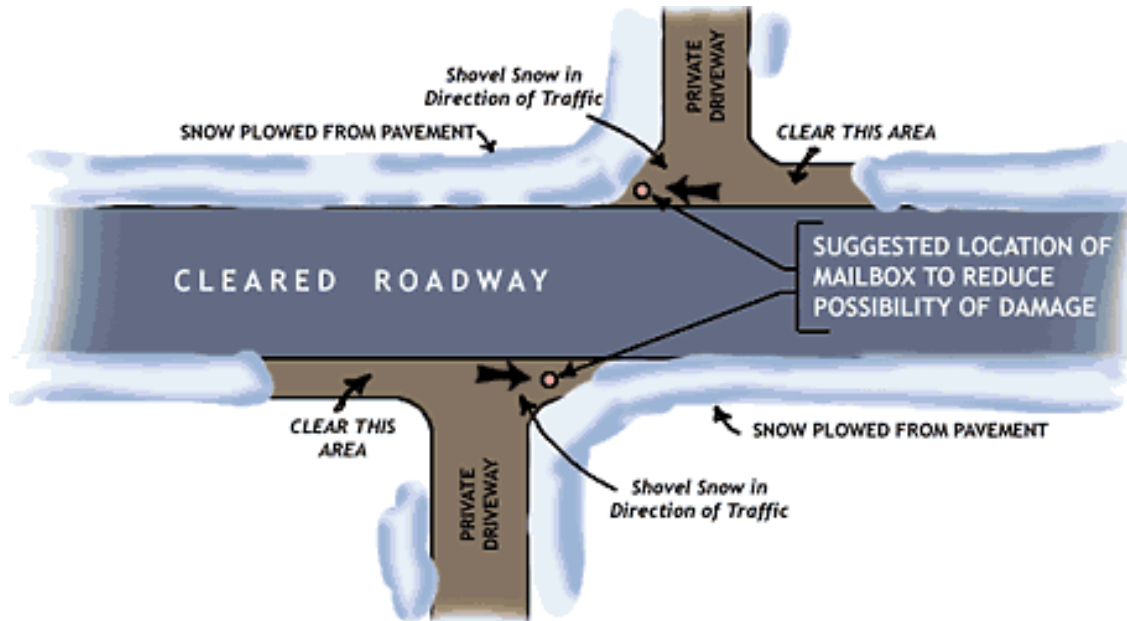 PRIVATE
DRIVEWAY
Shovel Snow in
Direction of Traffic
SNOW PLOWED FROM PAVEMENT
CLEAR THIS AREA
CLEARED ROADWAY
SUGGESTED LOCATION OF
MAILBOX TO REDUCE
POSSIBILITY OF DAMAGE
CLEAR THIS
AREA
SNOW PLOWED FROM PAVEMENT
PRIVATE
DRIVEWAY
Shovel Snow in
Direction of Traffic